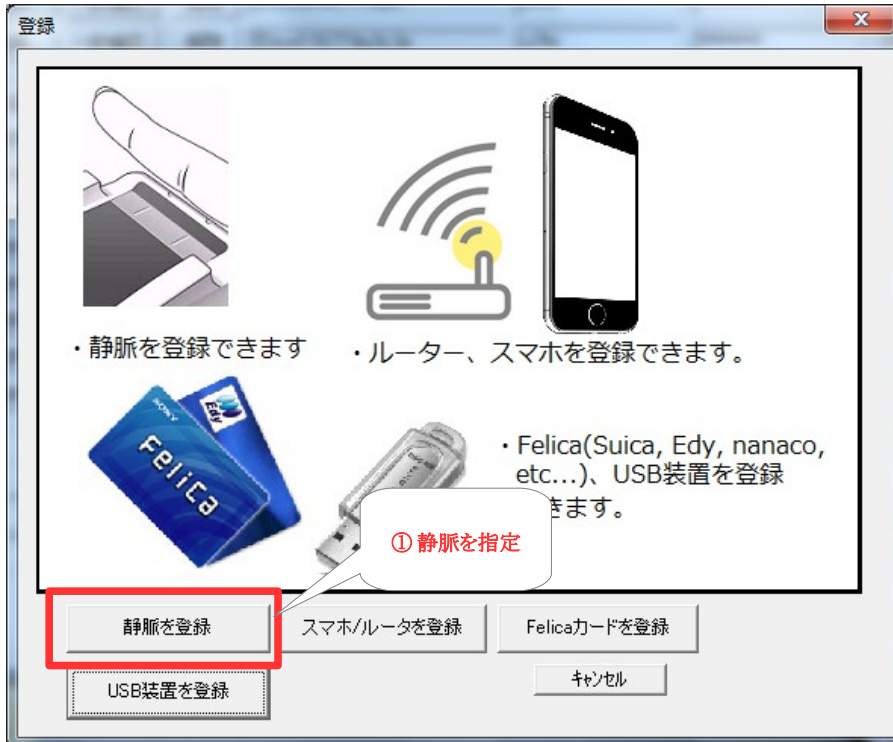 登録
・静脈を登録できます
・ルーター、スマホを登録できます。
SONY
Felica
Edy
・Felica(Suica, Edy, nanaco,
etc...)、USB装置を登録
きます。
① 静脈を指定
静脈を登録
スマホ/ルータを登録
Felicaカードを登録
USB装置を登録
キャンセル